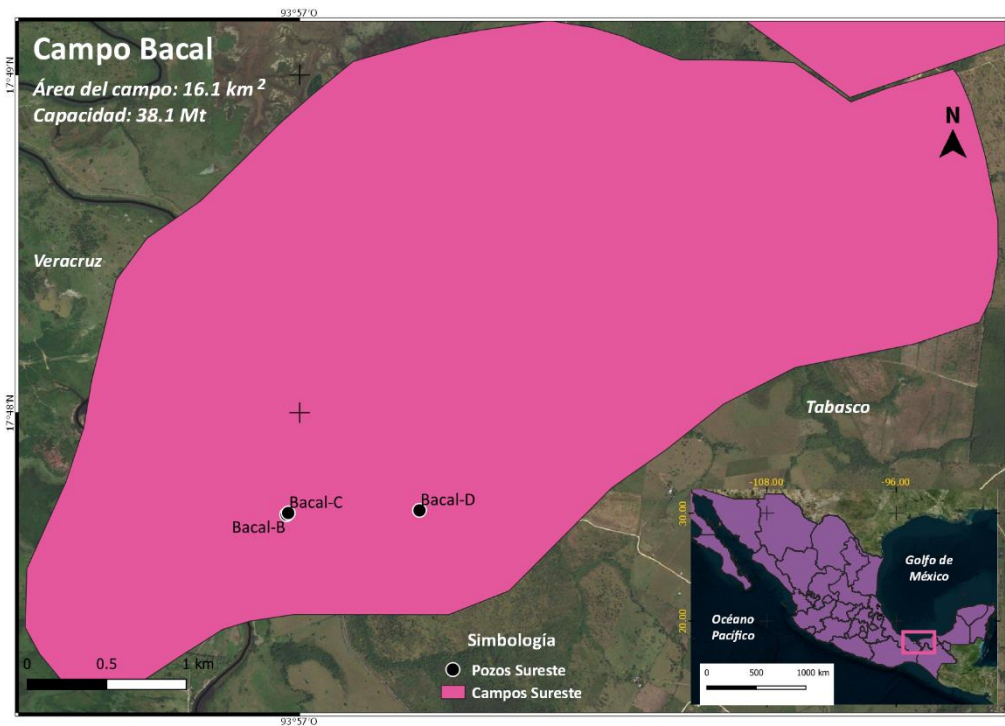 93°57'O
Campo Bacal
Área del campo: 16.1 km²
Capacidad: 38.1 Mt
17°49'N
N
Veracruz
17°48'N
Tabasco
Bacal-C
Bacal-D
Bacal-B
-108.00
-96.00
30.00
Golfo de
México
20.00
Océano
Pacífico
Simbología
Pozos Sureste
Campos Sureste
0 0.5 1 km
0 500 1000 km
93°57'O